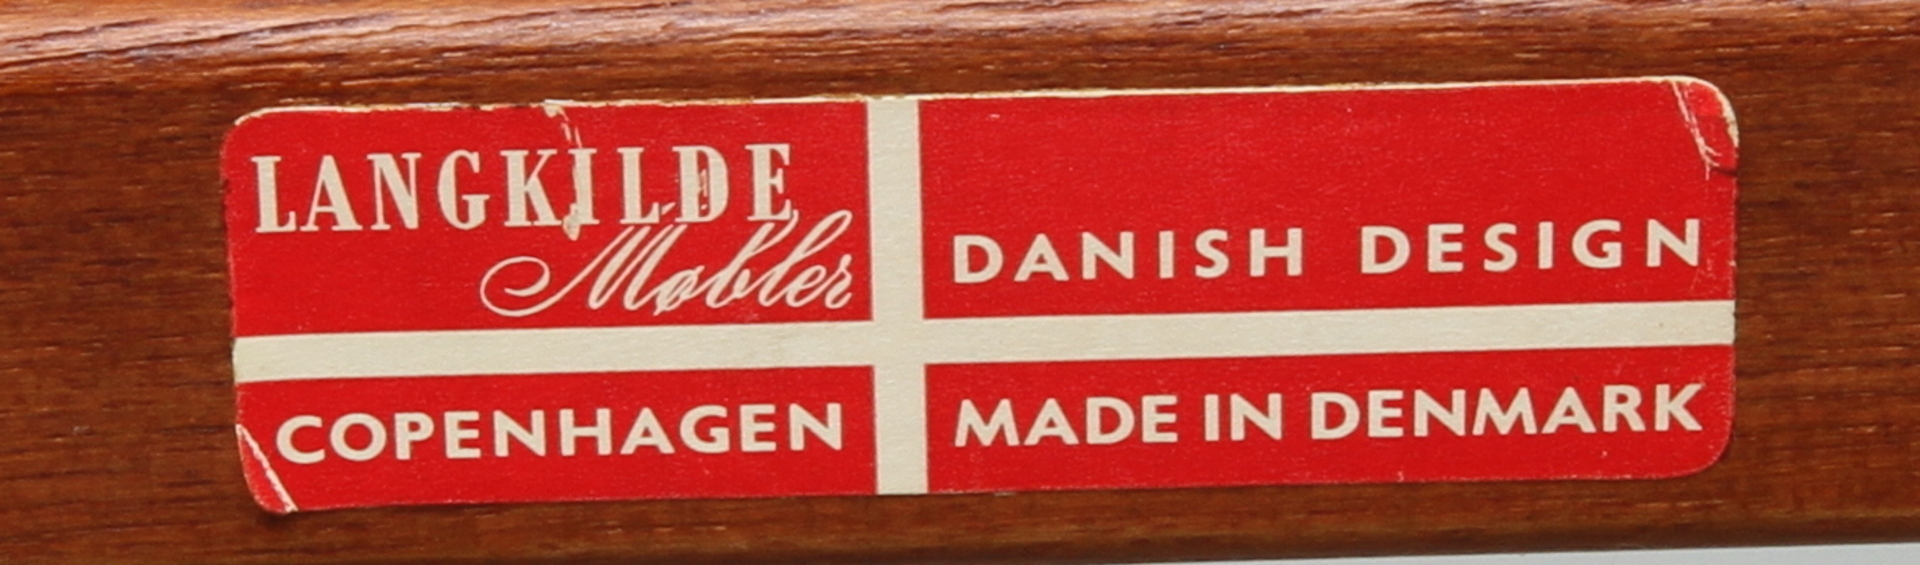 LANGKILDE
Møbler
DANISH DESIGN
COPENHAGEN
MADE IN DENMARK